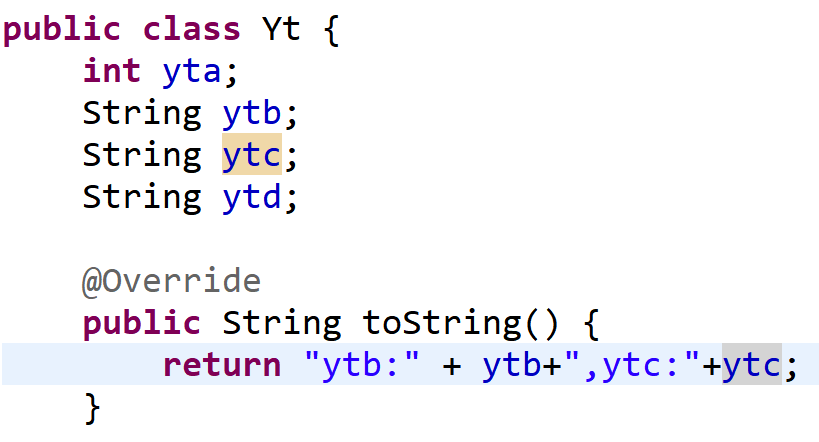 public class Yt {
    int yta;
    String ytb;
    String ytc;
    String ytd;

    @Override
    public String toString() {
        return "ytb:" + ytb+",ytc:"+ytc;
    }